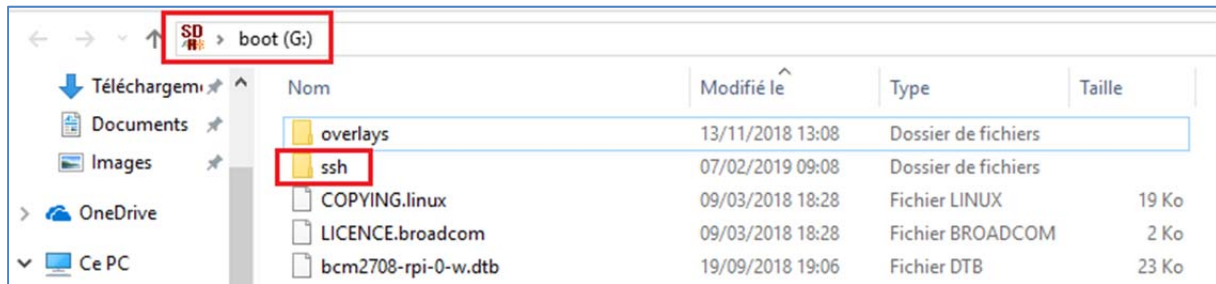 SD > boot (G:)
Téléchargem
Nom Modifié le Type Taille
Documents overlays 13/11/2018 13:08 Dossier de fichiers
Images ssh 07/02/2019 09:08 Dossier de fichiers
COPYING.linux 09/03/2018 18:28 Fichier LINUX 19 Ko
OneDrive
LICENCE.broadcom 09/03/2018 18:28 Fichier BROADCOM 2 Ko
Ce PC bcm2708-rpi-0-w.dtb 19/09/2018 19:06 Fichier DTB 23 Ko